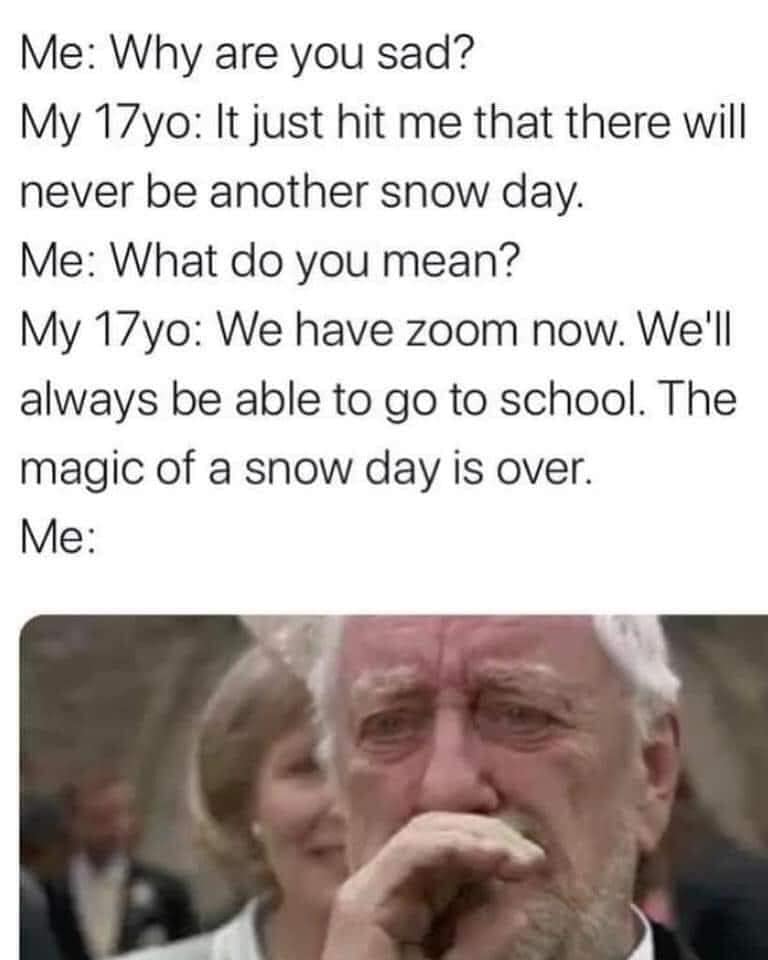 Me: Why are you sad?
My 17yo: It just hit me that there will
never be another snow day.
Me: What do you mean?
My 17yo: We have zoom now. We'll
always be able to go to school. The
magic of a snow day is over.
Me: